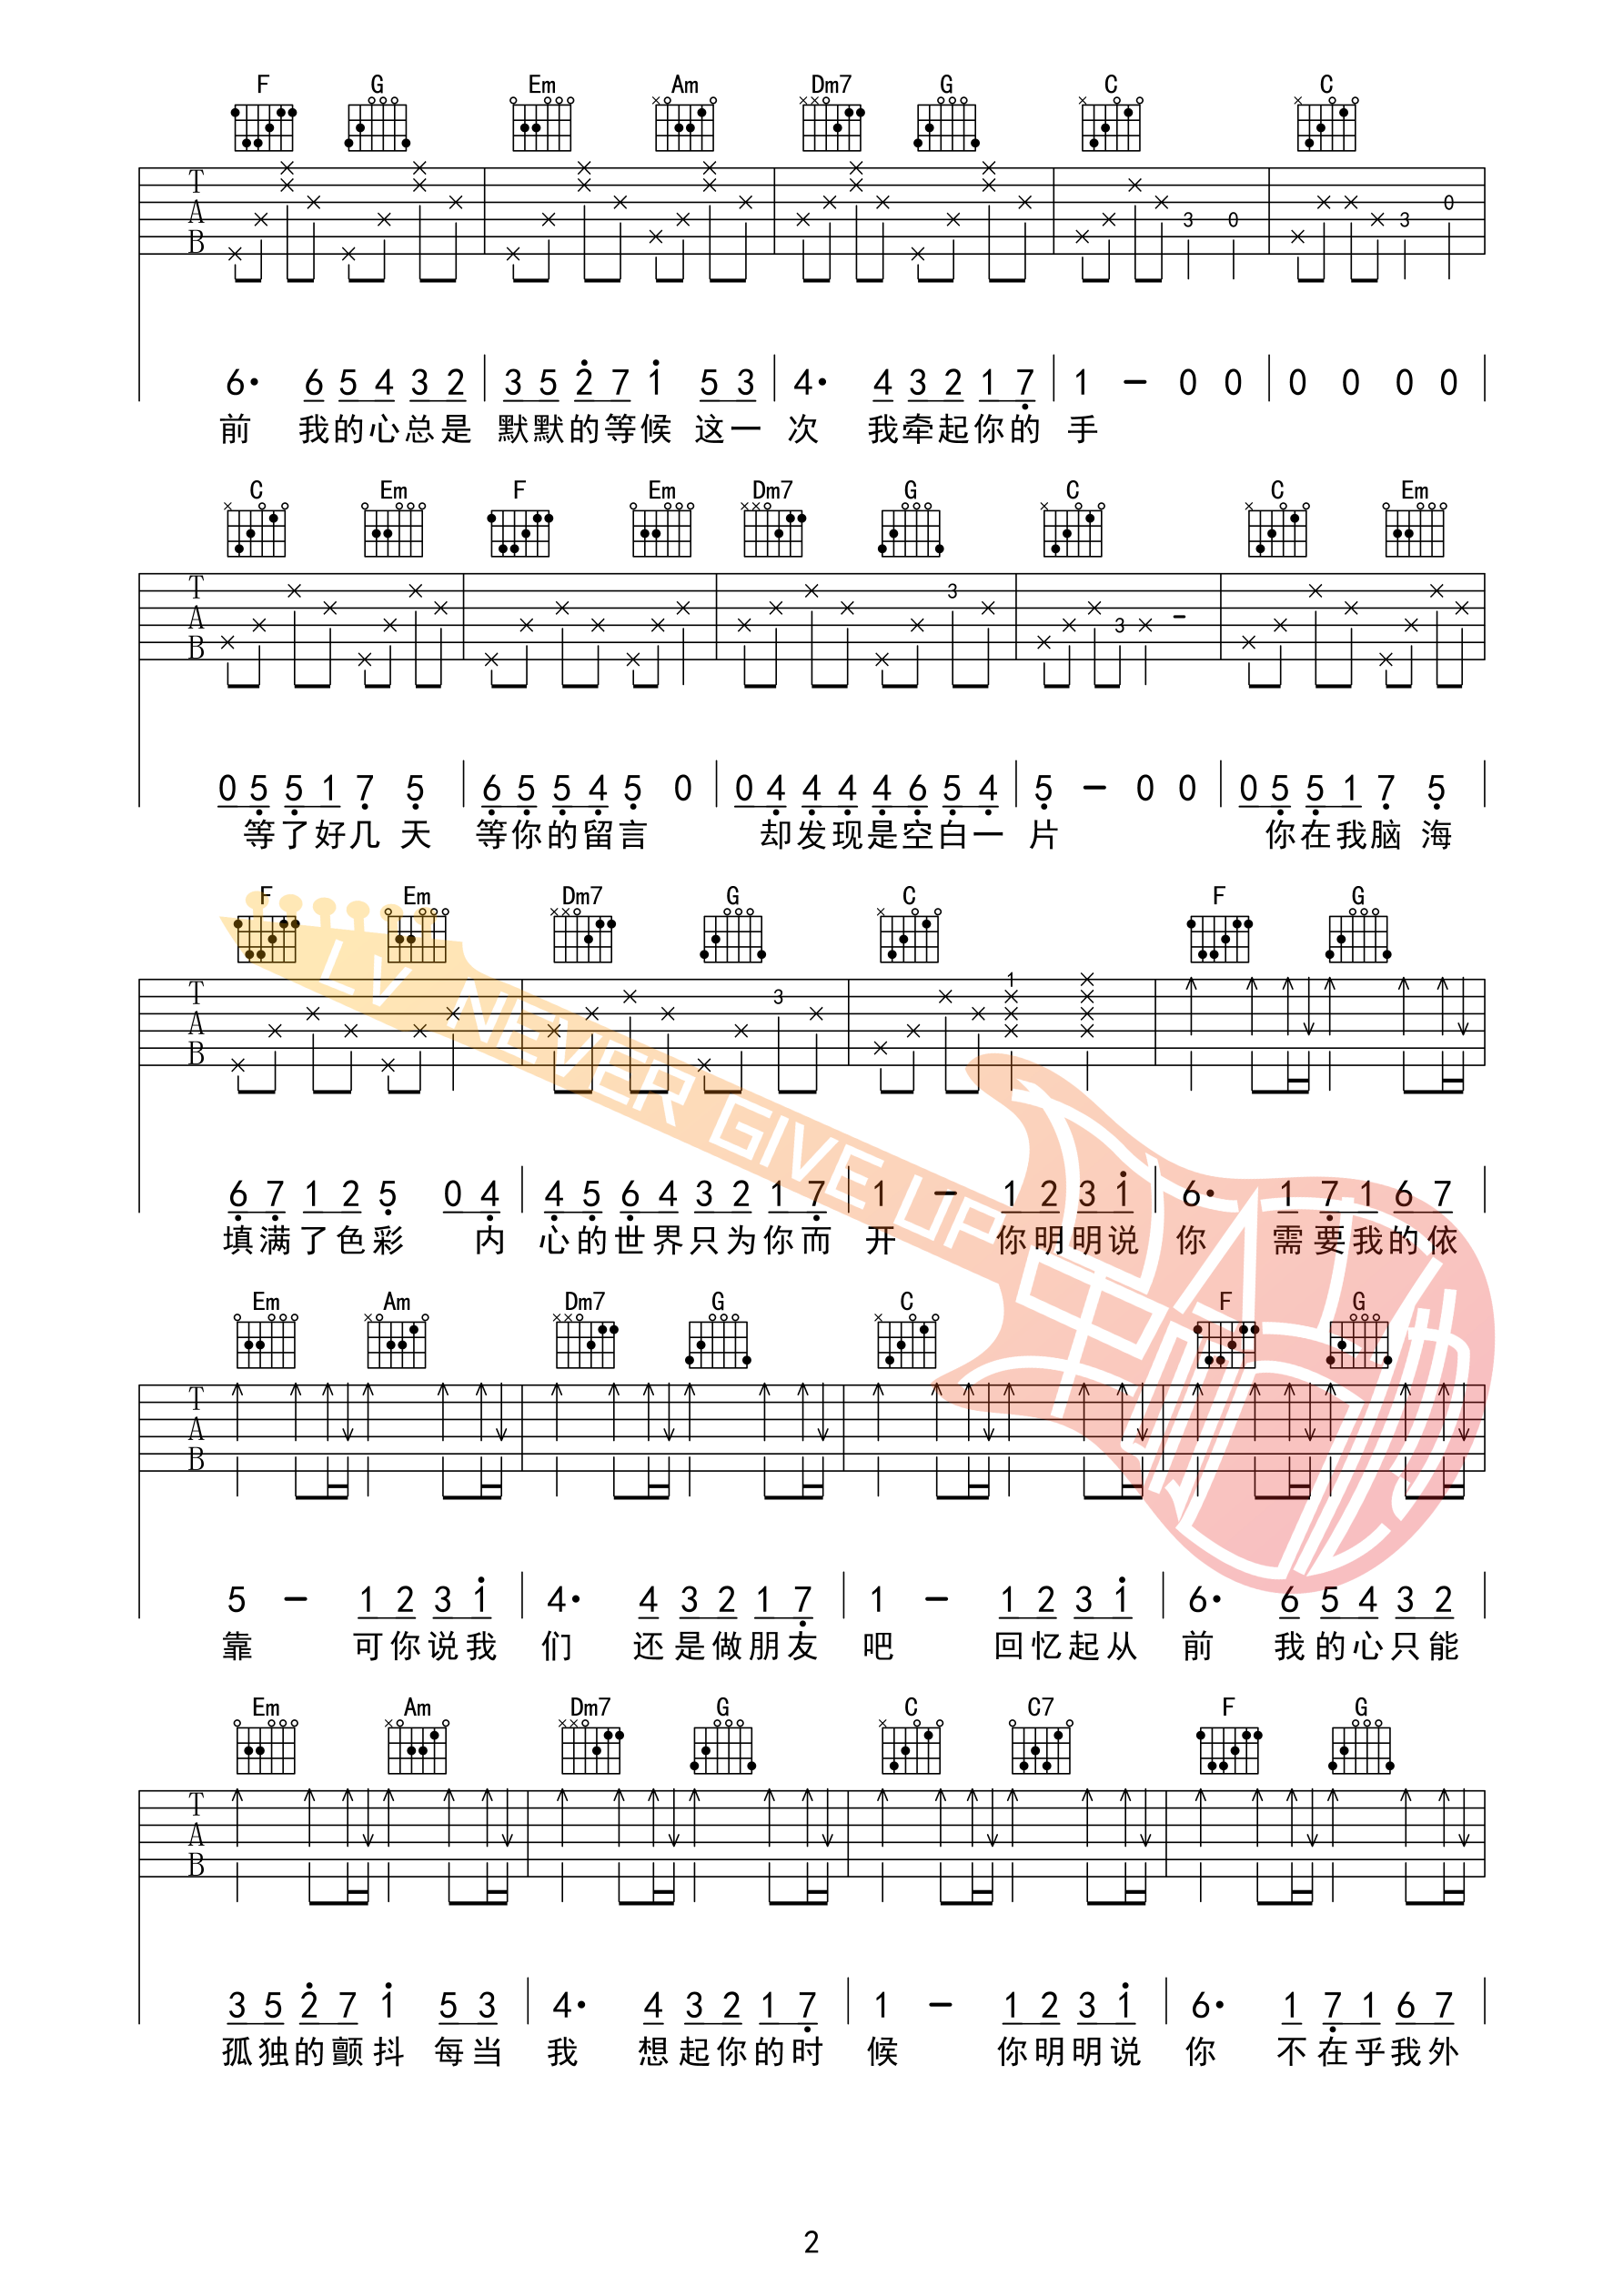 F G Em Am Dm7 G C C
T A B 3 0 3 0
6· 6 5 4 3 2 3 5 2 7 1 5 3 4· 4 3 2 1 7 1 – 0 0 0 0 0 0
前 我的心总是 默默的等候 这一 次 我牵起你的 手
C Em F Em Dm7 G C C Em
T A B 3 3 –
0 5 5 1 7 5 6 5 5 4 5 0 0 4 4 4 4 6 5 4 5 – 0 0 0 5 5 1 7 5
等了好几 天 等你的留言 却发现是空白一 片 你在我脑 海
F Em Dm7 G C F G
T A B 3 1
6 7 1 2 5 0 4 4 5 6 4 3 2 1 7 1 – 1 2 3 1 6· 1 7 1 6 7
填满了色彩 内 心的世界只为你而 开 你明明说 你 需要我的依
LV NEVER GIVE UP
Em Am Dm7 G C F G
T A B
5 – 1 2 3 1 4· 4 3 2 1 7 1 – 1 2 3 1 6· 6 5 4 3 2
靠 可你说我 们 还是做朋友 吧 回忆起从 前 我的心只能
Em Am Dm7 G C C7 F G
T A B
3 5 2 7 1 5 3 4· 4 3 2 1 7 1 – 1 2 3 1 6· 1 7 1 6 7
孤独的颤抖 每当 我 想起你的时 候 你明明说 你 不在乎我外
2